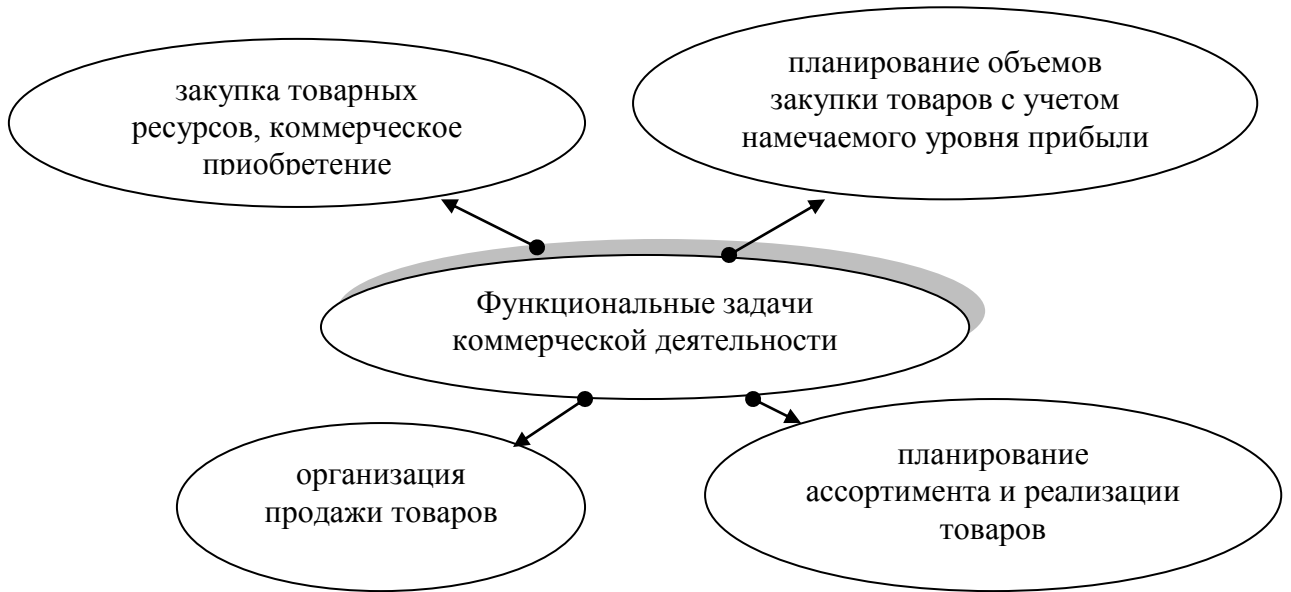 закупка товарных
ресурсов, коммерческое
приобретение
планирование объемов
закупки товаров с учетом
намечаемого уровня прибыли
Функциональные задачи
коммерческой деятельности
организация
продажи товаров
планирование
ассортимента и реализации
товаров